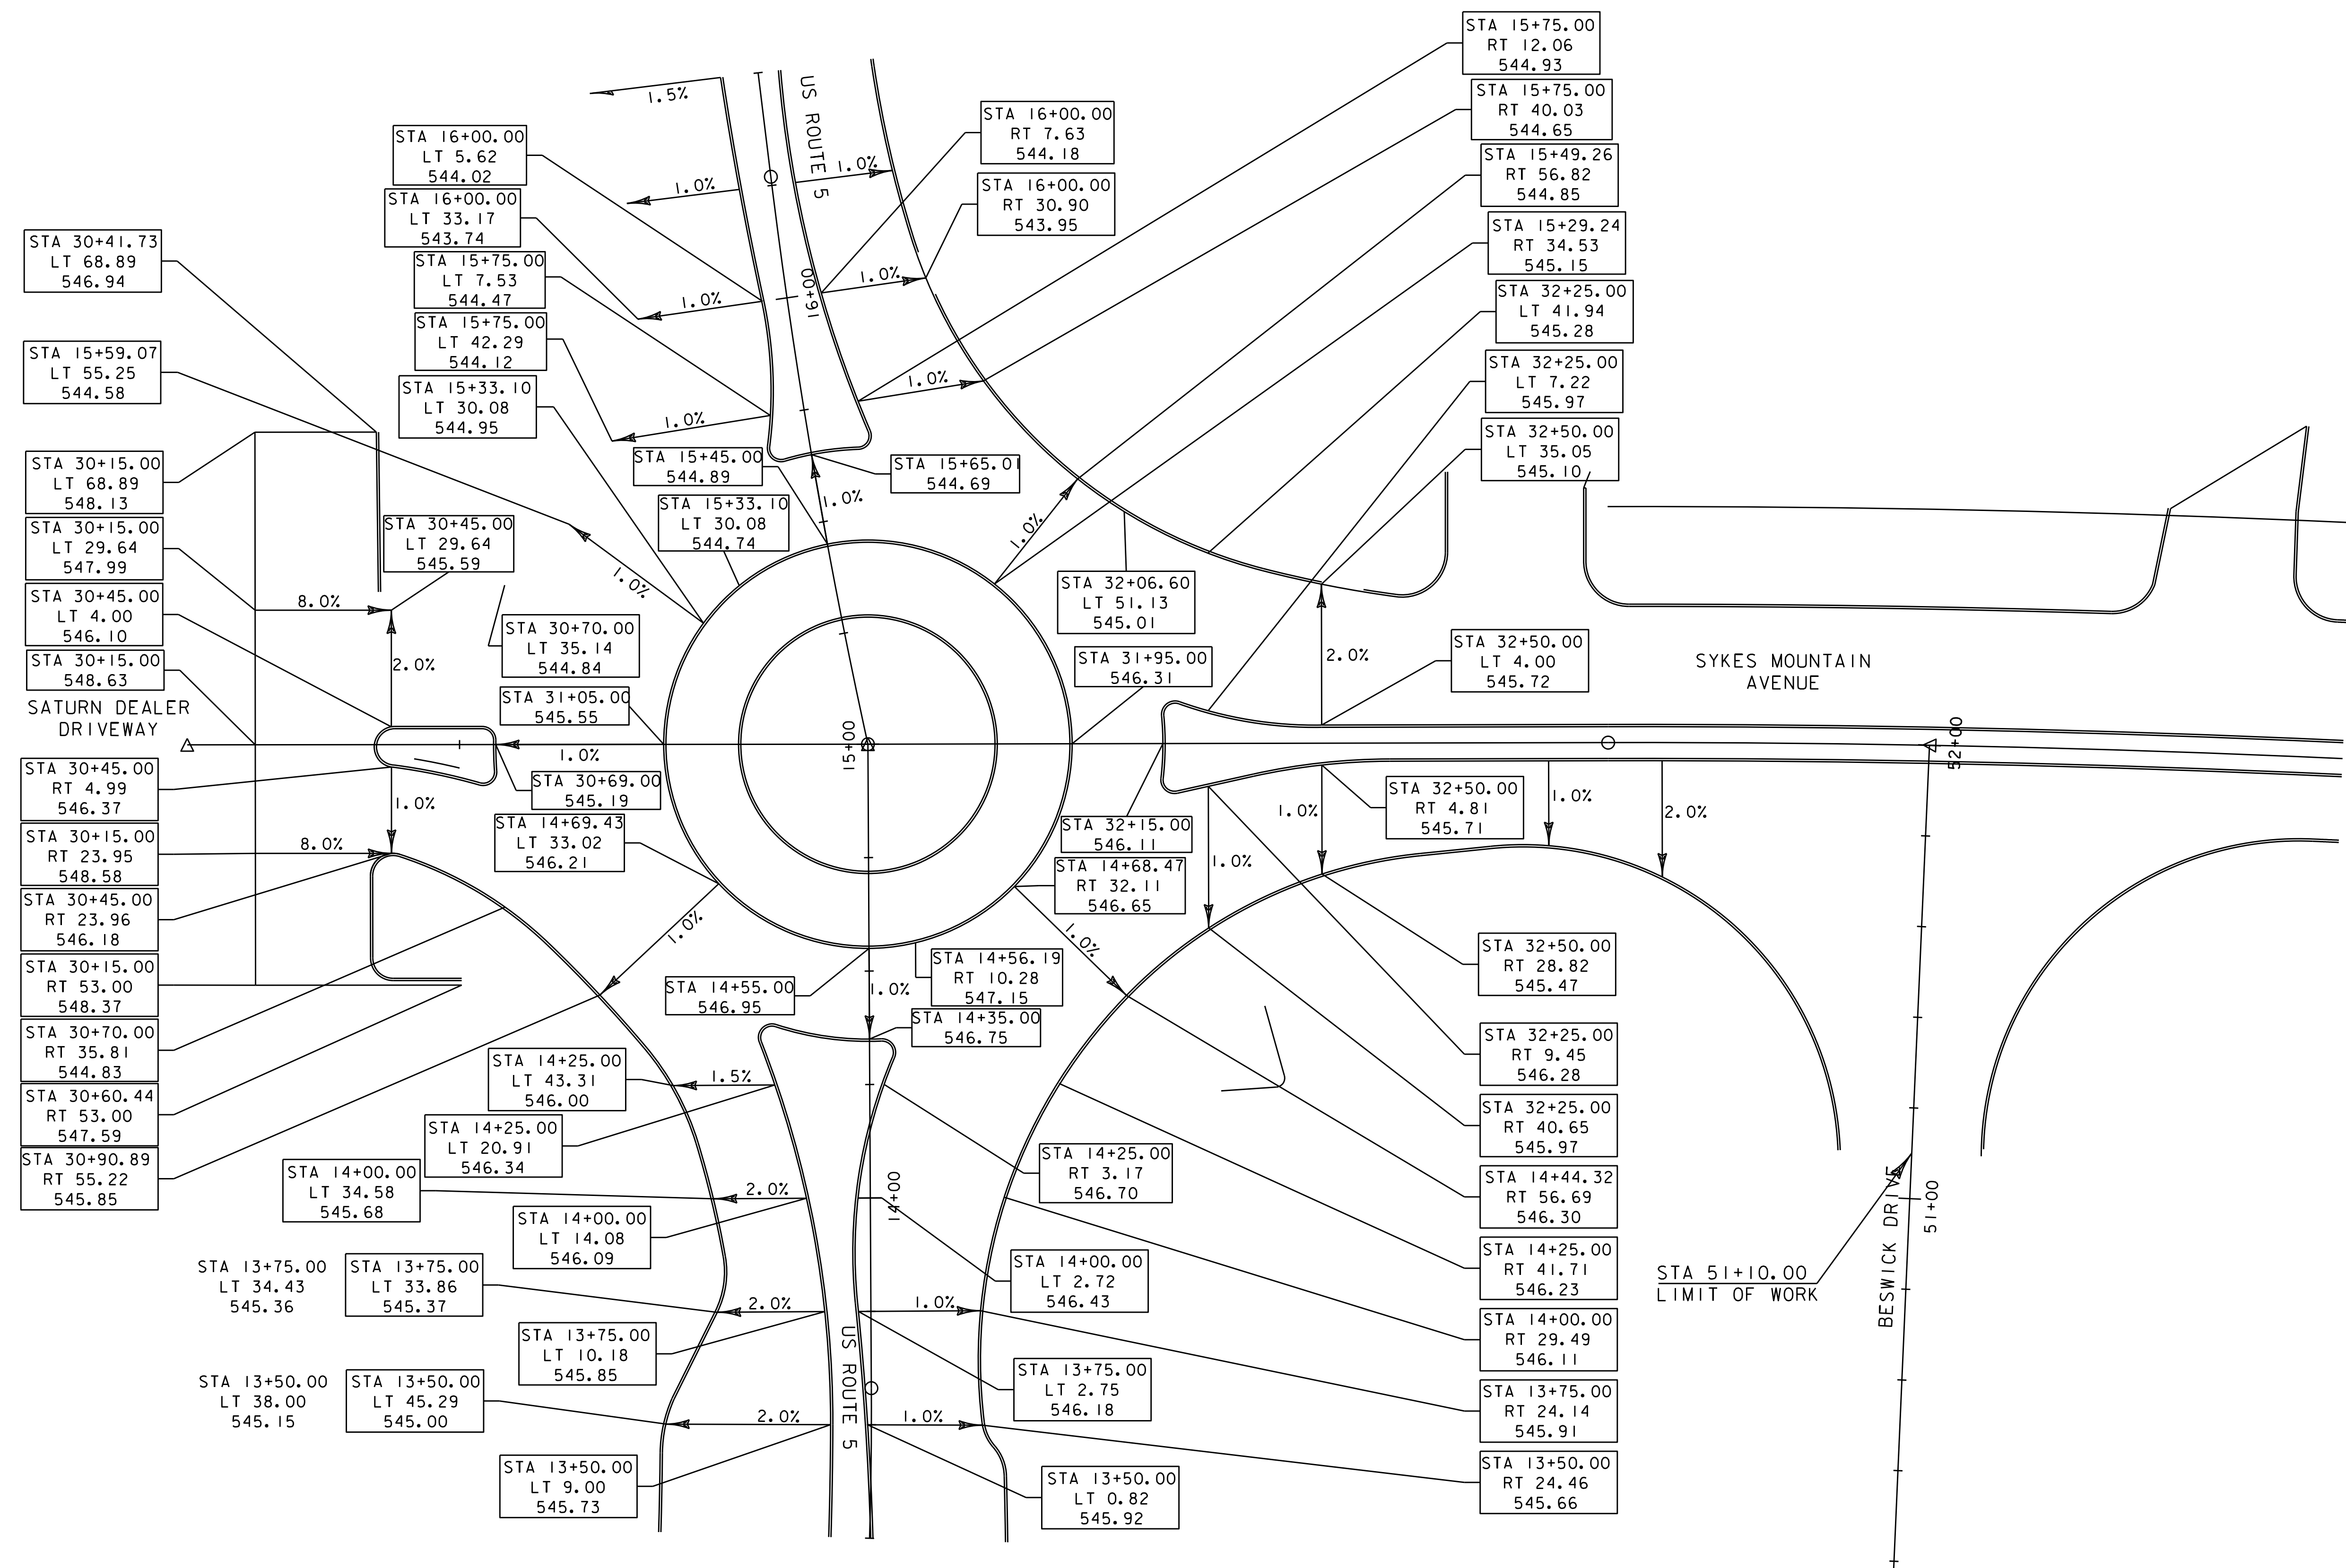 STA 15+75.00
RT 12.06
544.93
STA 15+75.00
RT 40.03
544.65
STA 15+49.26
RT 56.82
544.85
STA 15+29.24
RT 34.53
545.15
STA 32+25.00
LT 41.94
545.28
STA 32+25.00
LT 7.22
545.97
STA 32+50.00
LT 35.05
545.10
US ROUTE 5
1.5%
1.0%
1.0%
STA 16+00.00
RT 7.63
544.18
STA 16+00.00
RT 30.90
543.95
STA 16+00.00
LT 5.62
544.02
STA 16+00.00
LT 33.17
543.74
STA 15+75.00
LT 7.53
544.47
STA 15+75.00
LT 42.29
544.12
STA 15+33.10
LT 30.08
544.95
1.0%
1.0%
16+00
1.0%
1.0%
STA 30+41.73
LT 68.89
546.94
STA 15+59.07
LT 55.25
544.58
STA 30+15.00
LT 68.89
548.13
STA 30+15.00
LT 29.64
547.99
STA 30+45.00
LT 4.00
546.10
STA 30+15.00
548.63
SATURN DEALER
DRIVEWAY
STA 15+45.00
544.89
STA 15+65.01
544.69
1.0%
STA 15+33.10
LT 30.08
544.74
1.0%
STA 30+45.00
LT 29.64
545.59
8.0%
1.0%
2.0%
STA 30+70.00
LT 35.14
544.84
STA 31+05.00
545.55
1.0%
STA 30+69.00
545.19
15+00
STA 32+06.60
LT 51.13
545.01
STA 31+95.00
546.31
2.0%
STA 32+50.00
LT 4.00
545.72
SYKES MOUNTAIN
AVENUE
52+00
STA 30+45.00
RT 4.99
546.37
STA 30+15.00
RT 23.95
548.58
STA 30+45.00
RT 23.96
546.18
STA 30+15.00
RT 53.00
548.37
STA 30+70.00
RT 35.81
544.83
STA 30+60.44
RT 53.00
547.59
STA 30+90.89
RT 55.22
545.85
1.0%
8.0%
STA 14+69.43
LT 33.02
546.21
1.0%
STA 32+15.00
546.11
STA 14+68.47
RT 32.11
546.65
1.0%
1.0%
STA 32+50.00
RT 4.81
545.71
1.0%
2.0%
1.0%
STA 14+55.00
546.95
1.0%
STA 14+56.19
RT 10.28
547.15
STA 14+35.00
546.75
STA 32+50.00
RT 28.82
545.47
STA 32+25.00
RT 9.45
546.28
STA 32+25.00
RT 40.65
545.97
STA 14+44.32
RT 56.69
546.30
STA 14+25.00
RT 41.71
546.23
STA 14+00.00
RT 29.49
546.11
STA 13+75.00
RT 24.14
545.91
STA 13+50.00
RT 24.46
545.66
STA 14+25.00
LT 43.31
546.00
1.5%
STA 14+25.00
LT 20.91
546.34
STA 14+00.00
LT 34.58
545.68
2.0%
STA 14+00.00
LT 14.08
546.09
14+00
STA 14+25.00
RT 3.17
546.70
STA 14+00.00
LT 2.72
546.43
STA 13+75.00
LT 34.43
545.36
STA 13+75.00
LT 33.86
545.37
2.0%
1.0%
STA 13+75.00
LT 10.18
545.85
US ROUTE 5
STA 13+75.00
LT 2.75
546.18
STA 13+50.00
LT 38.00
545.15
STA 13+50.00
LT 45.29
545.00
2.0%
1.0%
STA 13+50.00
LT 9.00
545.73
STA 13+50.00
LT 0.82
545.92
STA 51+10.00
LIMIT OF WORK
BESWICK DRIVE
51+00